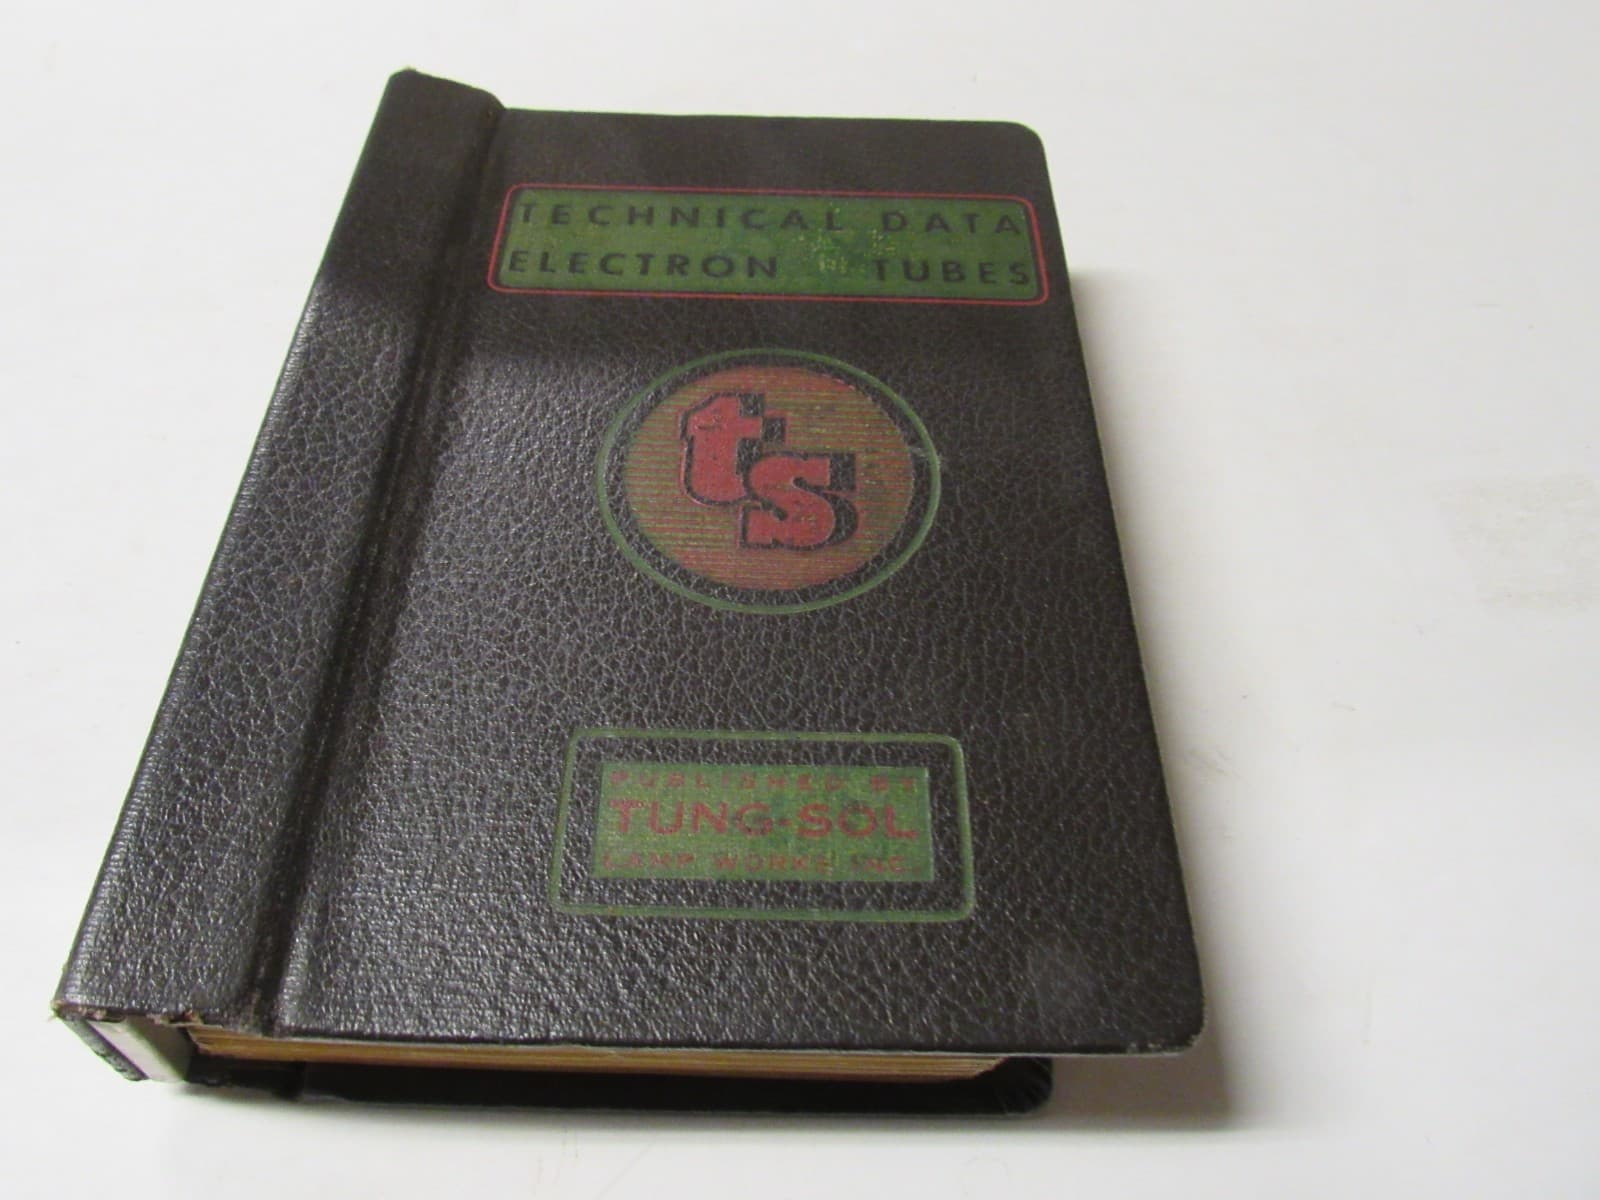 TECHNICAL DATA
ELECTRON TUBES
ts
PUBLISHED BY
TUNG-SOL
LAMP WORKS INC.